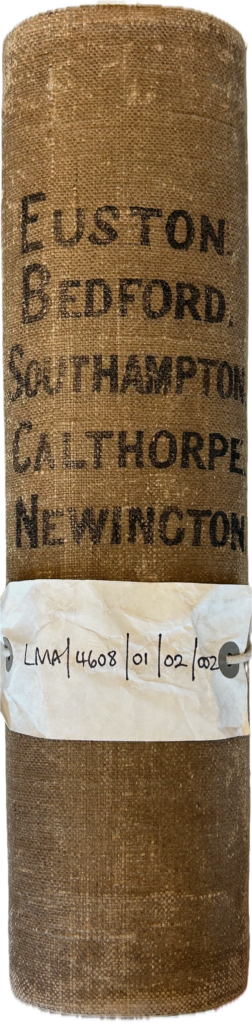 EUSTON.
BEDFORD.
SOUTHAMPTON
CALTHORPE.
NEWINGTON
LMA/4608/01/02/002